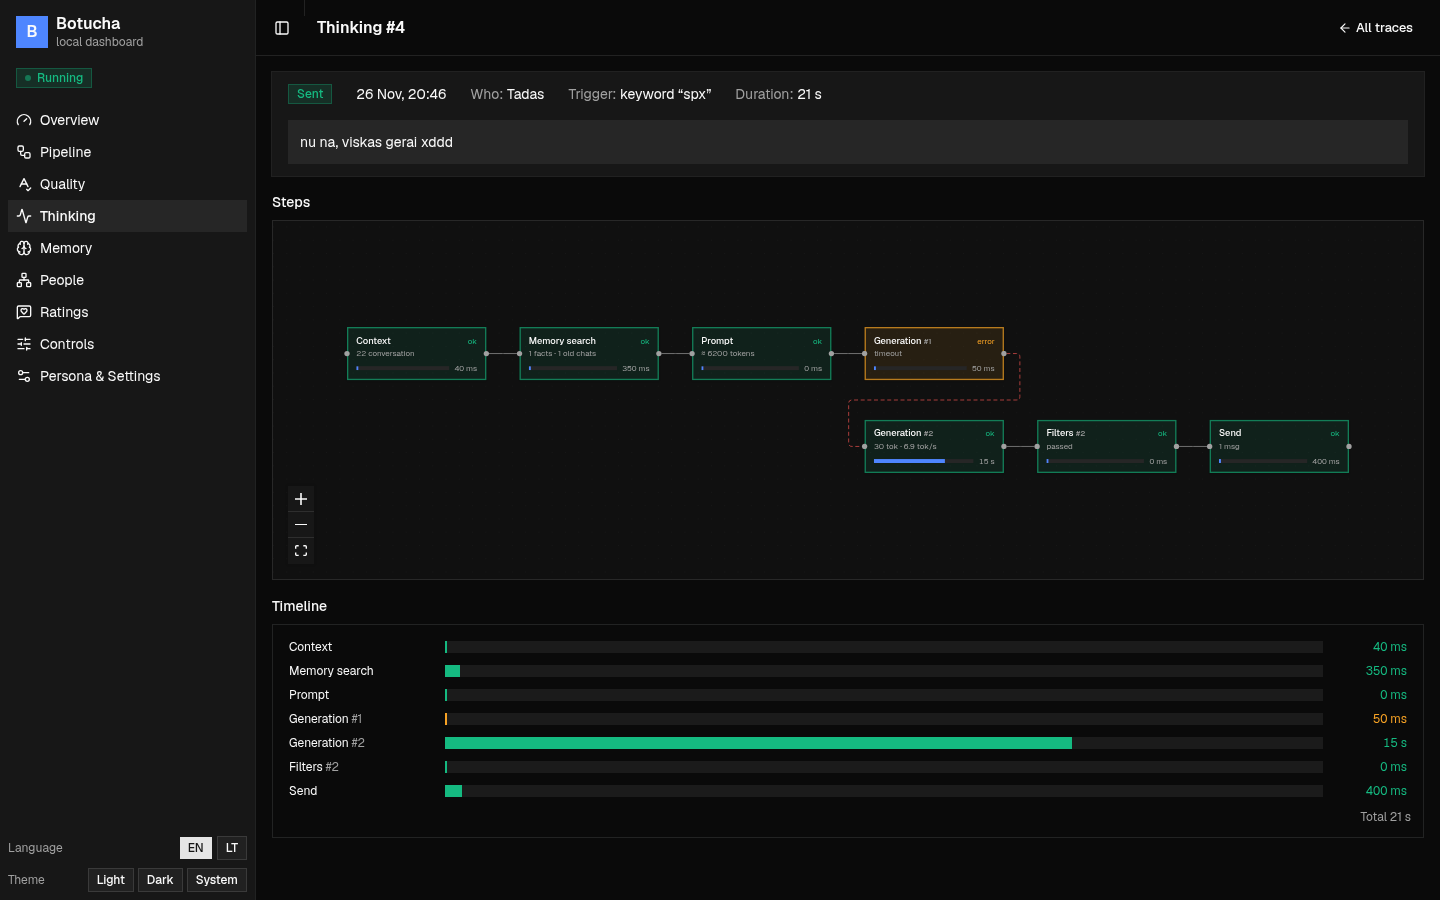 B
Botucha
local dashboard
Running
Overview
Pipeline
Quality
Thinking
Memory
People
Ratings
Controls
Persona & Settings
Language EN LT
Theme Light Dark System
Thinking #4
← All traces
Sent 26 Nov, 20:46 Who: Tadas Trigger: keyword “spx” Duration: 21 s
nu na, viskas gerai xddd
Steps
Context ok
22 conversation
40 ms
Memory search ok
1 facts · 1 old chats
350 ms
Prompt ok
≈ 6200 tokens
0 ms
Generation #1 error
timeout
50 ms
Generation #2 ok
30 tok · 6.9 tok/s
15 s
Filters #2 ok
passed
0 ms
Send ok
1 msg
400 ms
Timeline
Context 40 ms
Memory search 350 ms
Prompt 0 ms
Generation #1 50 ms
Generation #2 15 s
Filters #2 0 ms
Send 400 ms
Total 21 s